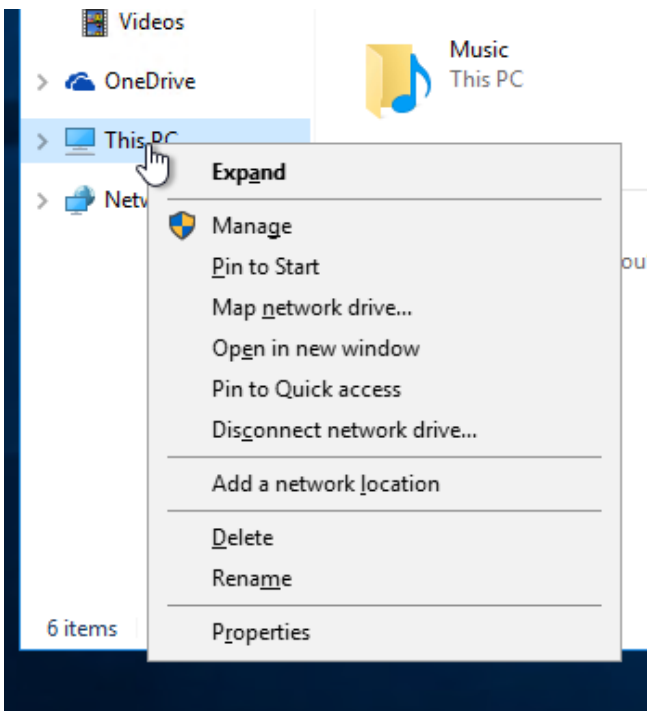 Videos
OneDrive
This PC
Music
This PC
Expand
Manage
Pin to Start
Map network drive...
Open in new window
Pin to Quick access
Disconnect network drive...
Add a network location
Delete
Rename
Properties
6 items